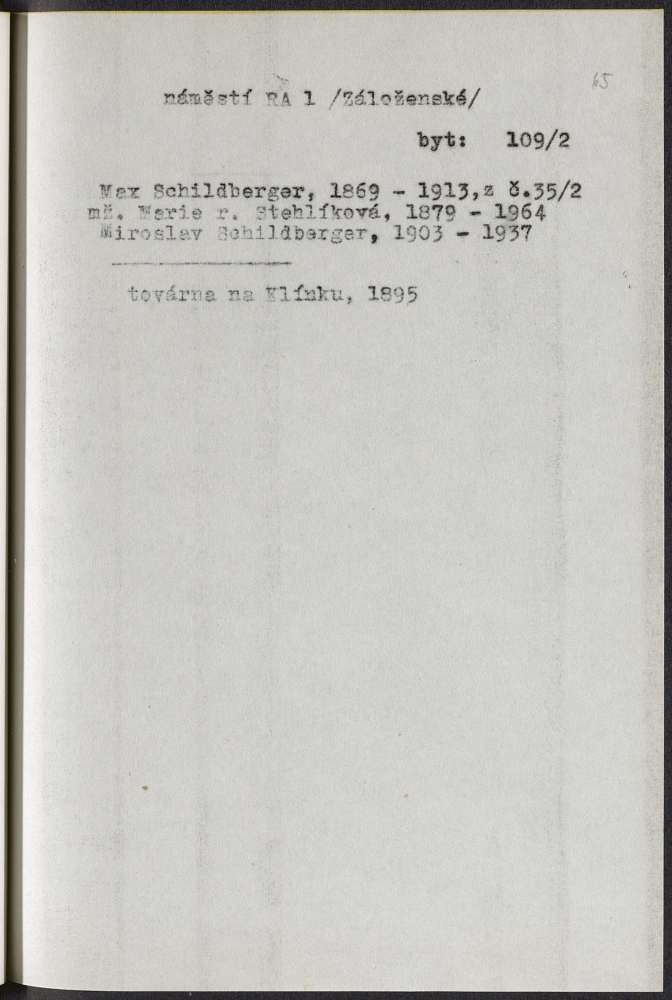 65
náměstí RA 1 /Záloženské/
byt: 109/2
Max Schildberger, 1869 - 1913,z č.35/2
mž. Marie r. Stehlíková, 1879 - 1964
Miroslav Schildberger, 1903 - 1937
továrna na Klínku, 1895